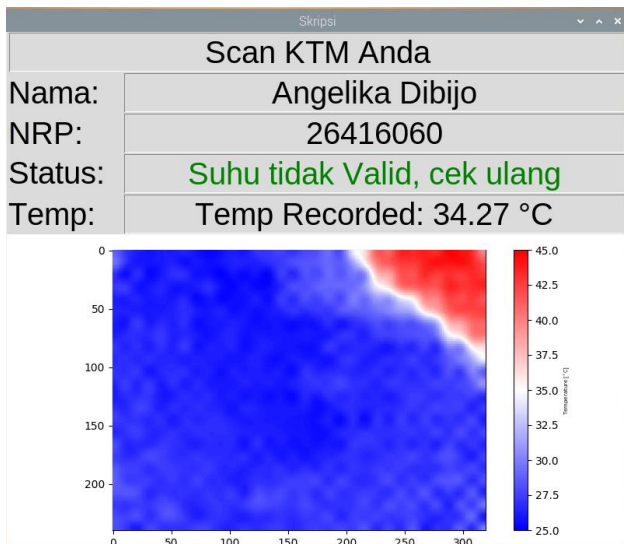 Skripsi
Scan KTM Anda
Nama: Angelika Dibijo
NRP: 26416060
Status: Suhu tidak Valid, cek ulang
Temp: Temp Recorded: 34.27 °C
0
50
100
150
200
0 50 100 150 200 250 300
45.0
42.5
40.0
37.5
35.0
32.5
30.0
27.5
25.0
Temperature [°C]